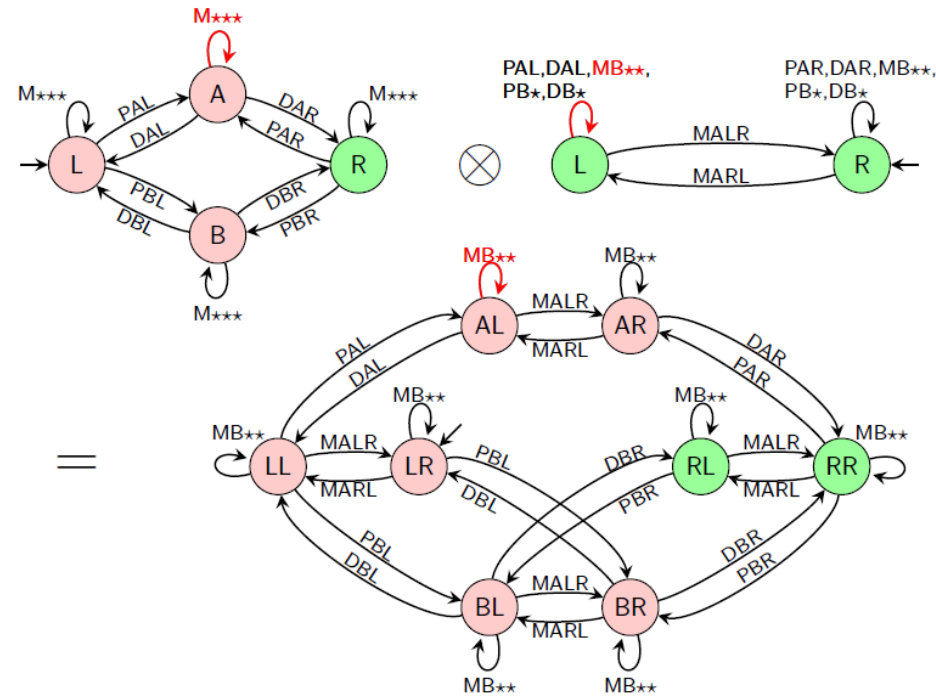 M⋆⋆⋆
PAL,DAL,MB⋆⋆,
PB⋆,DB⋆
PAR,DAR,MB⋆⋆,
PB⋆,DB⋆
M⋆⋆⋆
PAL
A
DAR
M⋆⋆⋆
DAL
PAR
MALR
L
R
⊗
L
R
PBL
DBR
MARL
DBL
B
PBR
M⋆⋆⋆
MB⋆⋆
MB⋆⋆
AL
MALR
AR
MARL
PAL
DAR
DAL
PAR
MB⋆⋆
MB⋆⋆
MB⋆⋆
MALR
PBL
DBR
MALR
MB⋆⋆
=
LL
LR
RL
RR
MARL
DBL
PBR
MARL
PBL
DBR
DBL
PBR
BL
MALR
BR
MARL
MB⋆⋆
MB⋆⋆